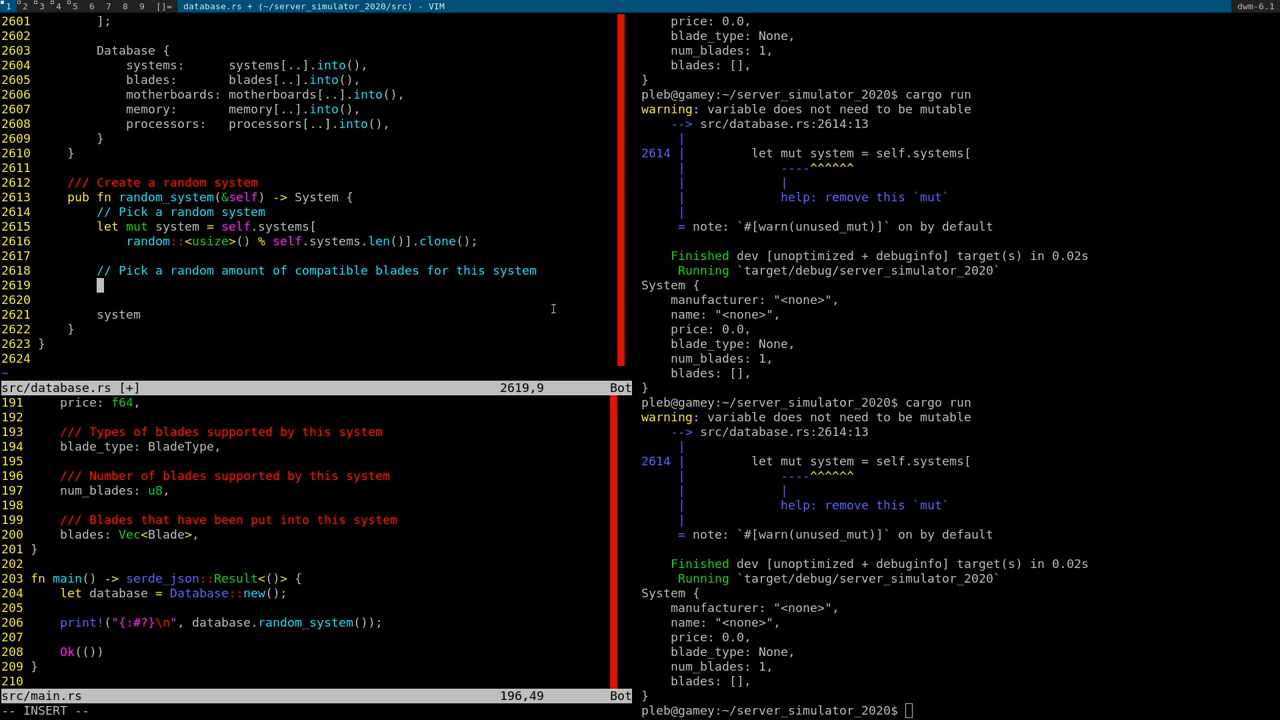 1 2 3 4 5 6 7 8 9 []= database.rs + (~/server_simulator_2020/src) - VIM dwm-6.1
2601         ];
2602
2603         Database {
2604             systems:      systems[..].into(),
2605             blades:       blades[..].into(),
2606             motherboards: motherboards[..].into(),
2607             memory:       memory[..].into(),
2608             processors:   processors[..].into(),
2609         }
2610     }
2611
2612     /// Create a random system
2613     pub fn random_system(&self) -> System {
2614         // Pick a random system
2615         let mut system = self.systems[
2616             random::<usize>() % self.systems.len()].clone();
2617
2618         // Pick a random amount of compatible blades for this system
2619
2620
2621         system
2622     }
2623 }
2624
~
src/database.rs [+] 2619,9 Bot
191     price: f64,
192
193     /// Types of blades supported by this system
194     blade_type: BladeType,
195
196     /// Number of blades supported by this system
197     num_blades: u8,
198
199     /// Blades that have been put into this system
200     blades: Vec<Blade>,
201 }
202
203 fn main() -> serde_json::Result<()> {
204     let database = Database::new();
205
206     print!("{:#?}\n", database.random_system());
207
208     Ok(())
209 }
210
src/main.rs 196,49 Bot
-- INSERT --
    price: 0.0,
    blade_type: None,
    num_blades: 1,
    blades: [],
}
pleb@gamey:~/server_simulator_2020$ cargo run
warning: variable does not need to be mutable
    --> src/database.rs:2614:13
     |
2614 |         let mut system = self.systems[
     |             ----^^^^^^
     |             |
     |             help: remove this `mut`
     |
     = note: `#[warn(unused_mut)]` on by default

    Finished dev [unoptimized + debuginfo] target(s) in 0.02s
     Running `target/debug/server_simulator_2020`
System {
    manufacturer: "<none>",
    name: "<none>",
    price: 0.0,
    blade_type: None,
    num_blades: 1,
    blades: [],
}
pleb@gamey:~/server_simulator_2020$ cargo run
warning: variable does not need to be mutable
    --> src/database.rs:2614:13
     |
2614 |         let mut system = self.systems[
     |             ----^^^^^^
     |             |
     |             help: remove this `mut`
     |
     = note: `#[warn(unused_mut)]` on by default

    Finished dev [unoptimized + debuginfo] target(s) in 0.02s
     Running `target/debug/server_simulator_2020`
System {
    manufacturer: "<none>",
    name: "<none>",
    price: 0.0,
    blade_type: None,
    num_blades: 1,
    blades: [],
}
pleb@gamey:~/server_simulator_2020$